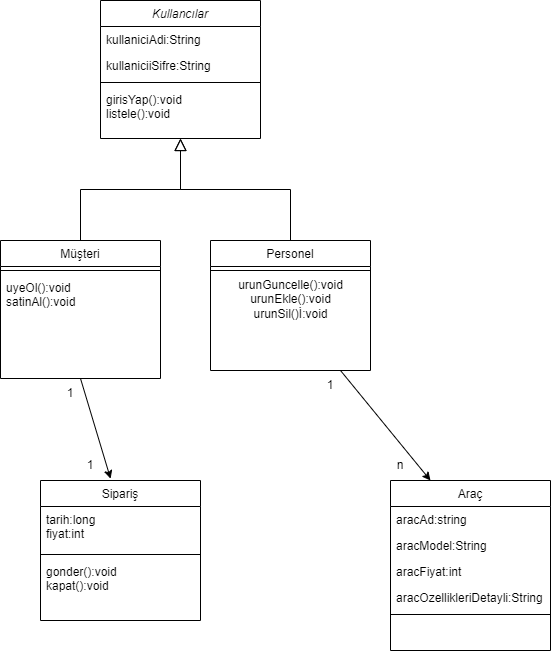 Kullanıcılar
kullaniciAdi:String
kullaniciiSifre:String
girisYap():void
listele():void
Müşteri
uyeOl():void
satinAl():void
Personel
urunGuncelle():void
urunEkle():void
urunSil()İ:void
1
1
1
n
Sipariş
tarih:long
fiyat:int
gonder():void
kapat():void
Araç
aracAd:string
aracModel:String
aracFiyat:int
aracOzellikleriDetayli:String